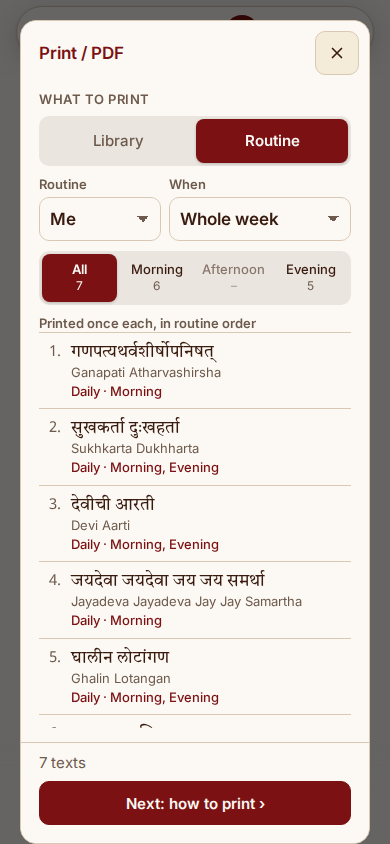 Print / PDF
×
WHAT TO PRINT
Library
Routine
Routine
When
Me
Whole week
All
7
Morning
6
Afternoon
–
Evening
5
Printed once each, in routine order
1. गणपत्यथर्वशीर्षोपनिषत्
Ganapati Atharvashirsha
Daily · Morning
2. सुखकर्ता दुःखहर्ता
Sukhkarta Dukhharta
Daily · Morning, Evening
3. देवीची आरती
Devi Aarti
Daily · Morning, Evening
4. जयदेवा जयदेवा जय जय समर्था
Jayadeva Jayadeva Jay Jay Samartha
Daily · Morning, Evening
5. घालीन लोटांगण
Ghalin Lotangan
Daily · Morning, Evening
7 texts
Next: how to print ›